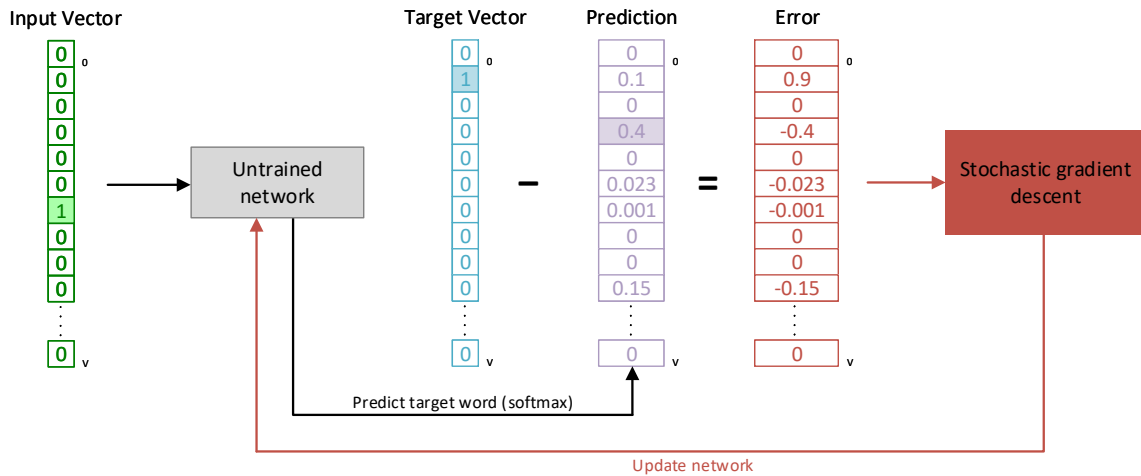 Input Vector Target Vector Prediction Error
0 0 0 0
0 0 0
0 1 0.1 0.9
0 0 0 0
0 0 0.4 -0.4
0 0 0 0
0 0 0.023 -0.023
1 0 0.001 -0.001
0 0 0 0
0 0 0 0
0 0 0.15 -0.15
0 0 0 0
v v v
Untrained
network
−
=
Stochastic gradient
descent
Predict target word (softmax)
Update network